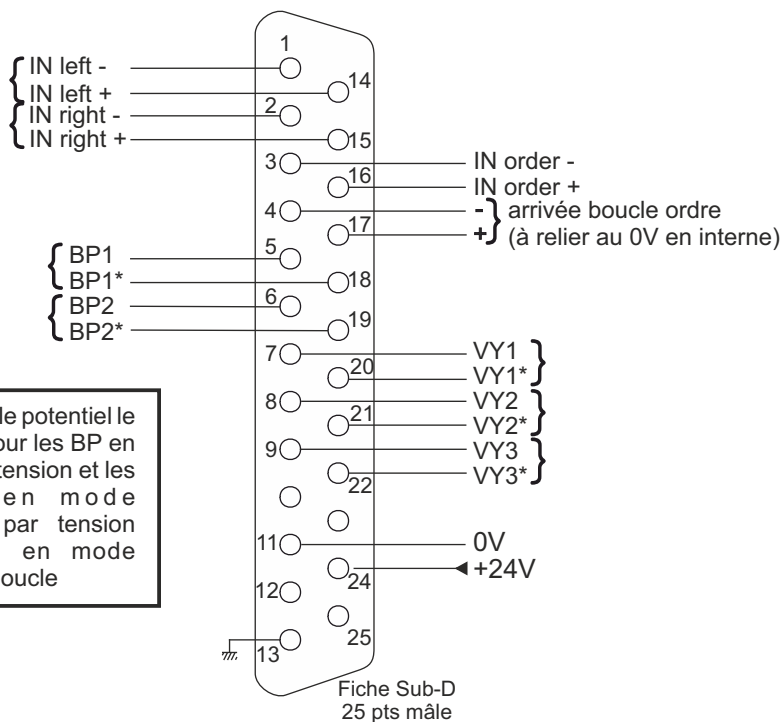 1
IN left -
IN left +
14
2
IN right -
IN right +
15
3
IN order -
16
IN order +
4
- arrivée boucle ordre
17
+ (à relier au 0V en interne)
5
BP1
BP1*
18
6
BP2
BP2*
19
7
VY1
20
VY1*
8
VY2
21
VY2*
9
VY3
22
VY3*
le potentiel le
our les BP en
tension et les
en mode
par tension
en mode
oucle
11
0V
24
+24V
12
25
13
Fiche Sub-D
25 pts mâle